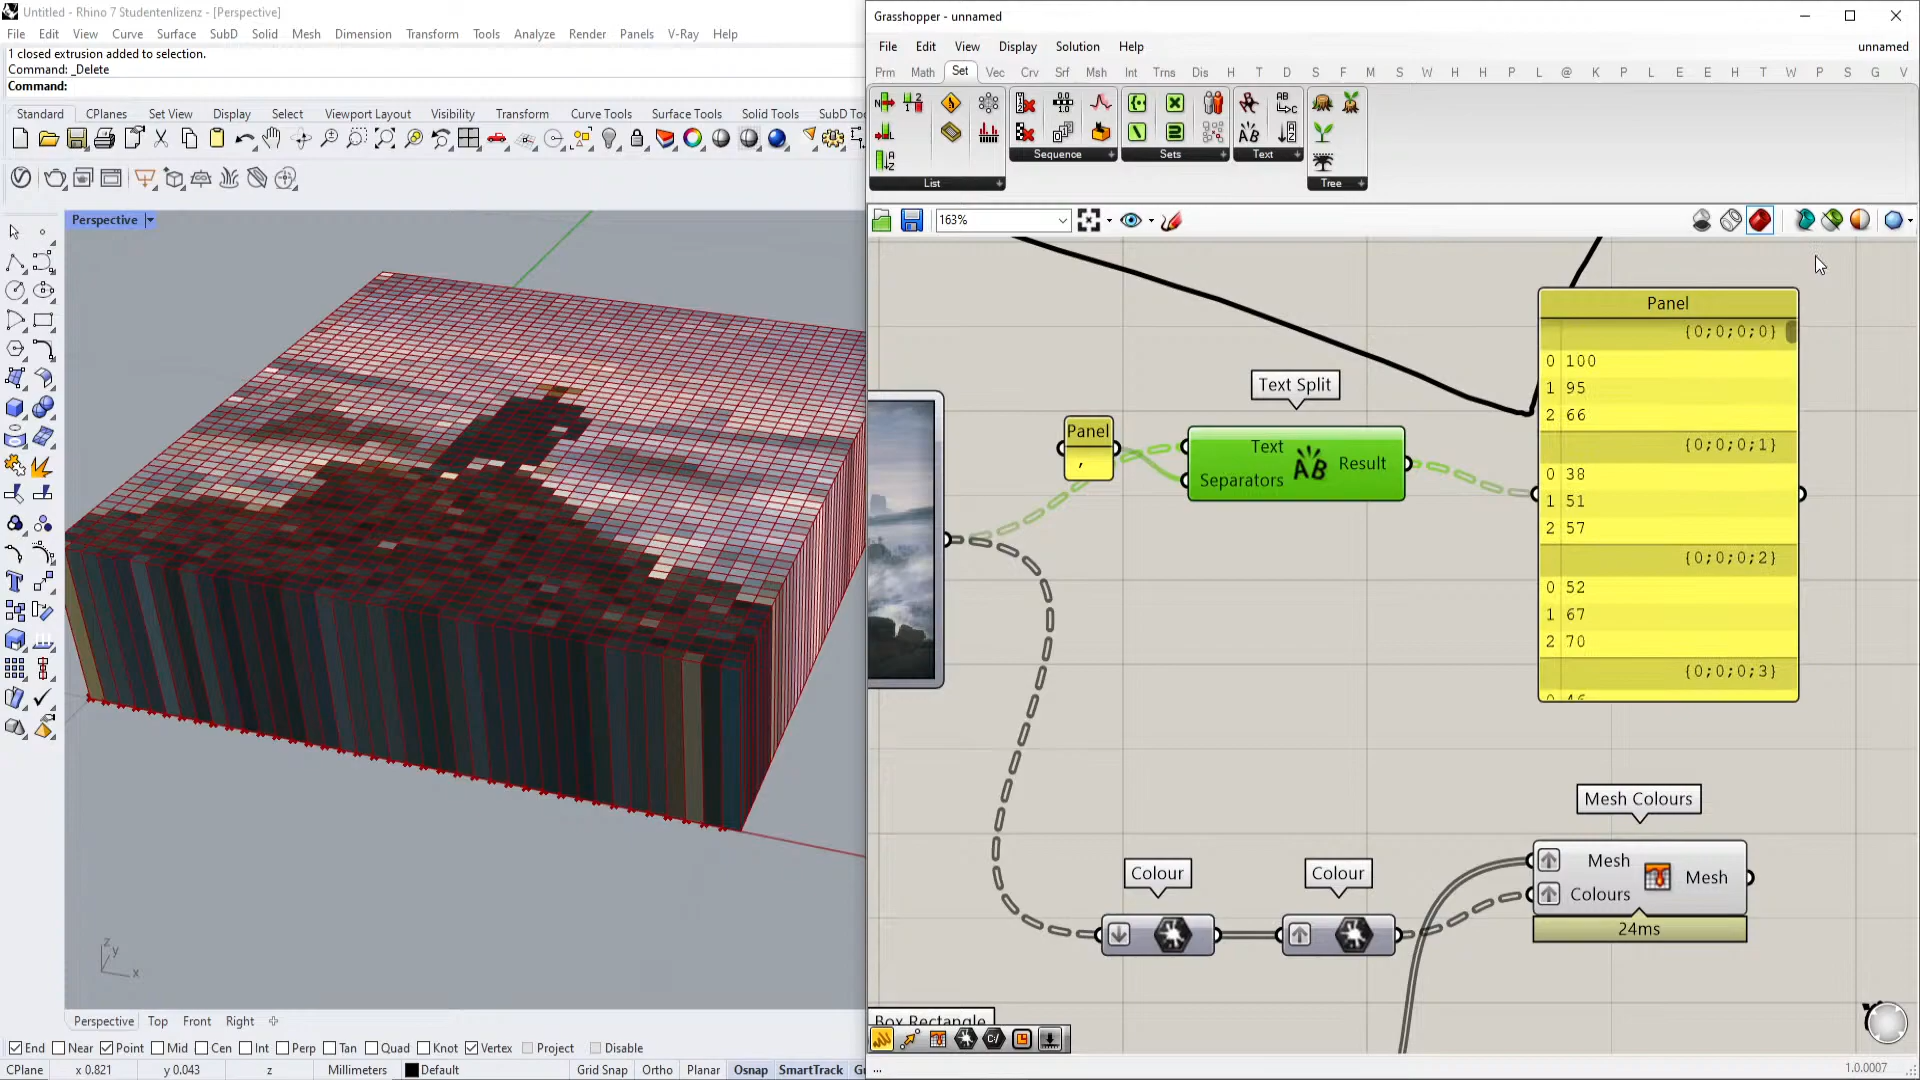 Untitled - Rhino 7 Studentenlizenz - [Perspective]
File Edit View Curve Surface SubD Solid Mesh Dimension Transform Tools Analyze Render Panels V-Ray Help
1 closed extrusion added to selection.
Command: _Delete
Command:
Standard CPlanes Set View Display Select Viewport Layout Visibility Transform Curve Tools Surface Tools Solid Tools SubD To
Perspective
z
y
x
Perspective Top Front Right
End Near Point Mid Cen Int Perp Tan Quad Knot Vertex Project Disable
CPlane x 0.821 y 0.043 z Millimeters Default Grid Snap Ortho Planar Osnap SmartTrack Gu
Grasshopper - unnamed
File Edit View Display Solution Help unnamed
Prm Math Set Vec Crv Srf Msh Int Trns Dis H T D S F M S W H H P L @ K P L E E H T W P S G V
List Sequence Sets Text Tree
163%
Panel
{0;0;0;0}
0 100
1 95
2 66
{0;0;0;1}
0 38
1 51
2 57
{0;0;0;2}
0 52
1 67
2 70
{0;0;0;3}
0 46
Text Split
Panel
,
Text
Separators
Result
Mesh Colours
Mesh
Colours
Mesh
24ms
Colour
Colour
Box Rectangle
...
1.0.0007